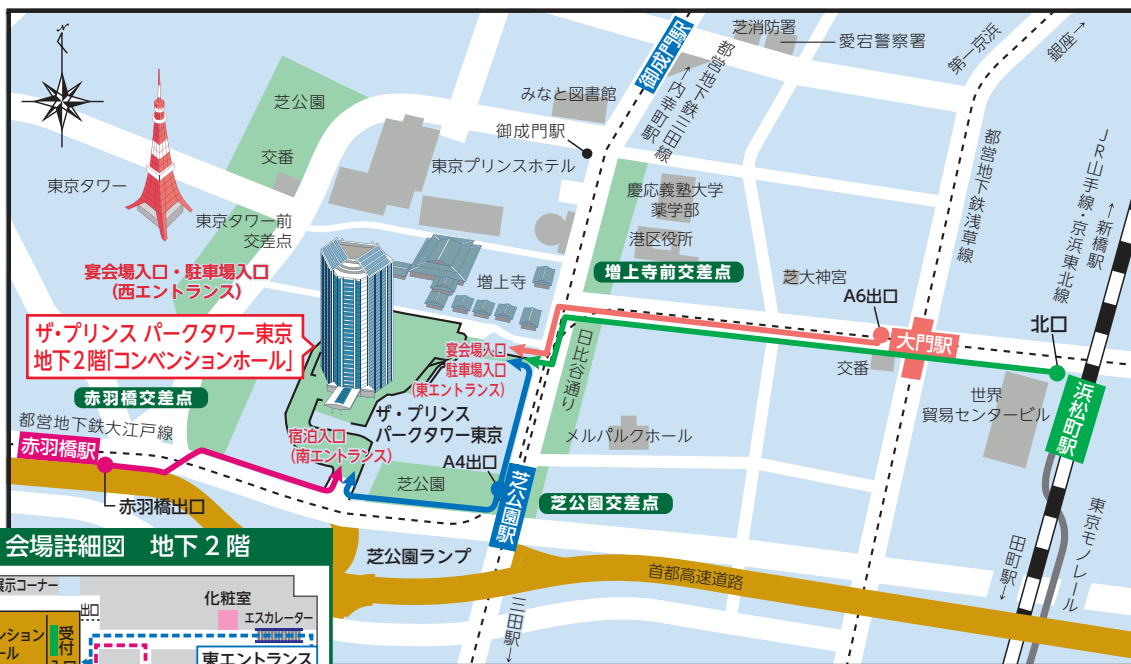 N
芝公園
交番
東京タワー
東京タワー前
交差点
宴会場入口・駐車場入口
(西エントランス)
ザ・プリンス パークタワー東京
地下2階「コンベンションホール」
赤羽橋交差点
都営地下鉄大江戸線
赤羽橋駅
赤羽橋出口
芝消防署
愛宕警察署
御成門駅
都営地下鉄三田線
←内幸町駅
みなと図書館
御成門駅
東京プリンスホテル
慶応義塾大学
薬学部
港区役所
増上寺前交差点
増上寺
芝大神宮
A6出口
大門駅
交番
第一京浜
銀座→
都営地下鉄浅草線
JR山手線・京浜東北線
←新橋駅
北口
浜松町駅
世界
貿易センタービル
日比谷通り
宴会場入口
駐車場入口
(東エントランス)
ザ・プリンス
パークタワー東京
宿泊入口
(南エントランス)
メルパルクホール
A4出口
芝公園
芝公園駅
芝公園交差点
芝公園ランプ
首都高速道路
三田駅→
田町駅→
東京モノレール
会場詳細図 地下2階
展示コーナー
出口
化粧室
エスカレーター
受付
東エントランス